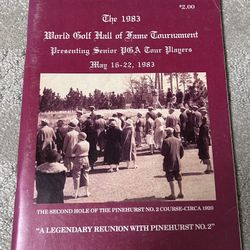 The 1983
$2.00
World Golf Hall of Fame Tournament
Presenting Senior PGA Tour Players
May 16-22, 1983
THE SECOND HOLE OF THE PINEHURST NO. 2 COURSE-CIRCA 1920
"A LEGENDARY REUNION WITH PINEHURST NO. 2"